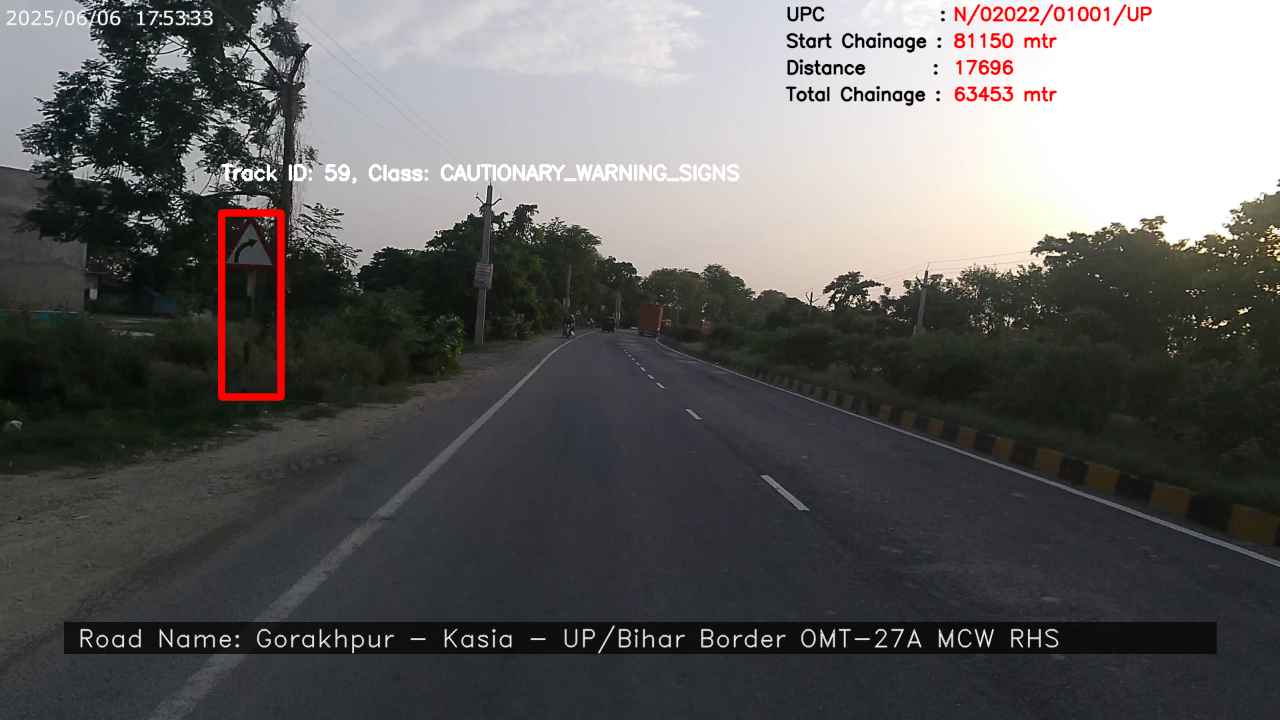 2025/06/06 17:53:33
UPC : N/02022/01001/UP
Start Chainage : 81150 mtr
Distance : 17696
Total Chainage : 63453 mtr
Track ID: 59, Class: CAUTIONARY_WARNING_SIGNS
Road Name: Gorakhpur - Kasia - UP/Bihar Border OMT-27A MCW RHS